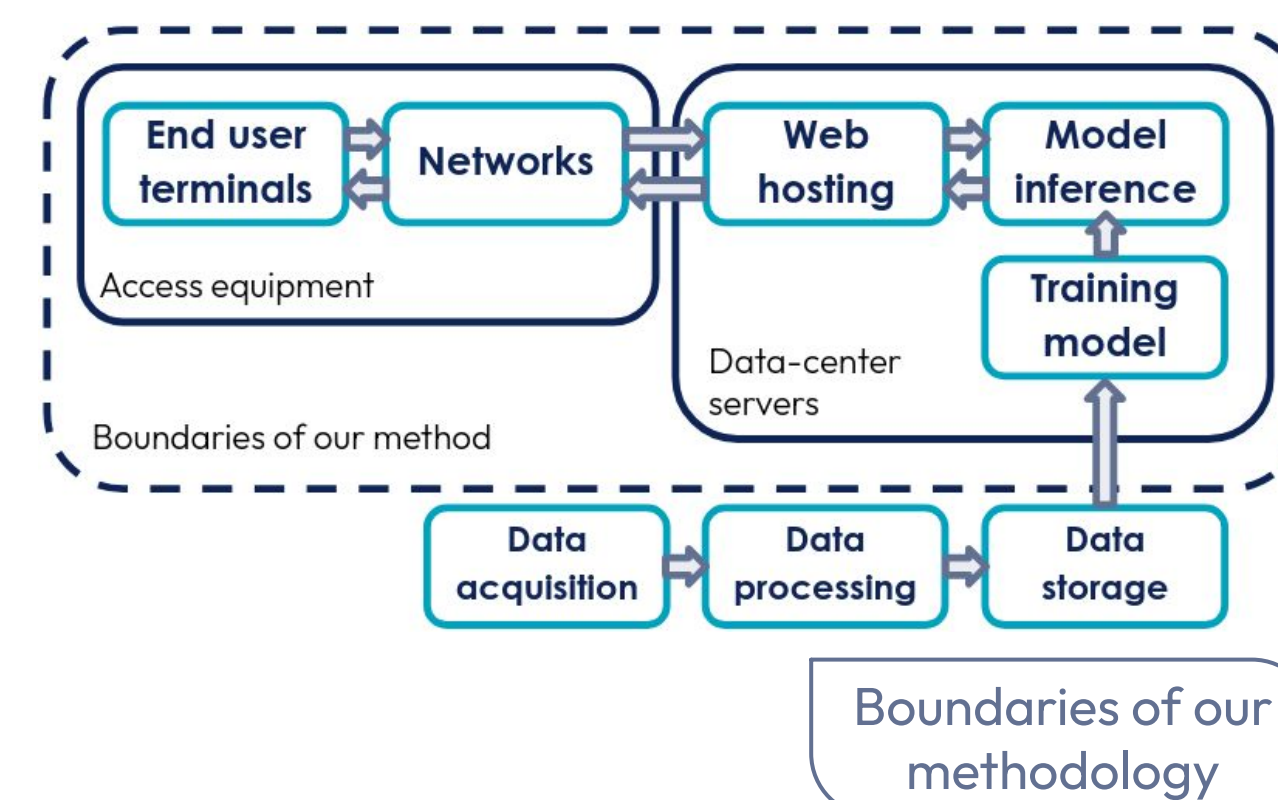 End user
terminals
Networks
Web
hosting
Model
inference
Access equipment
Training
model
Data-center
servers
Boundaries of our method
Data
acquisition
Data
processing
Data
storage
Boundaries of our
methodology